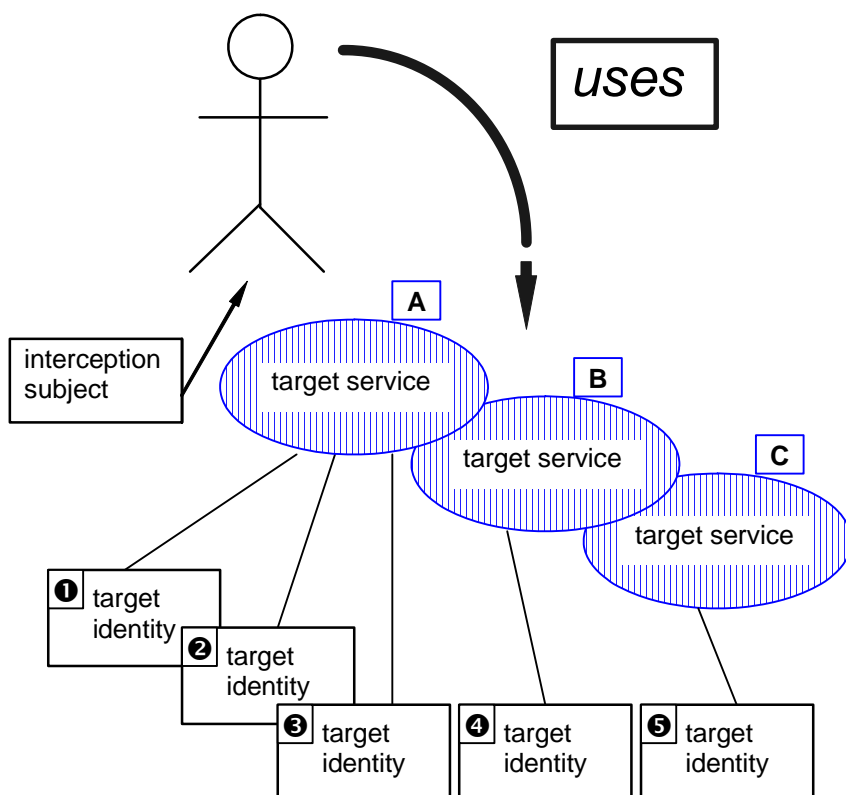 uses
A
interception
subject
target service
B
target service
C
target service
❶ target
identity
❷ target
identity
❸ target
identity
❹ target
identity
❺ target
identity